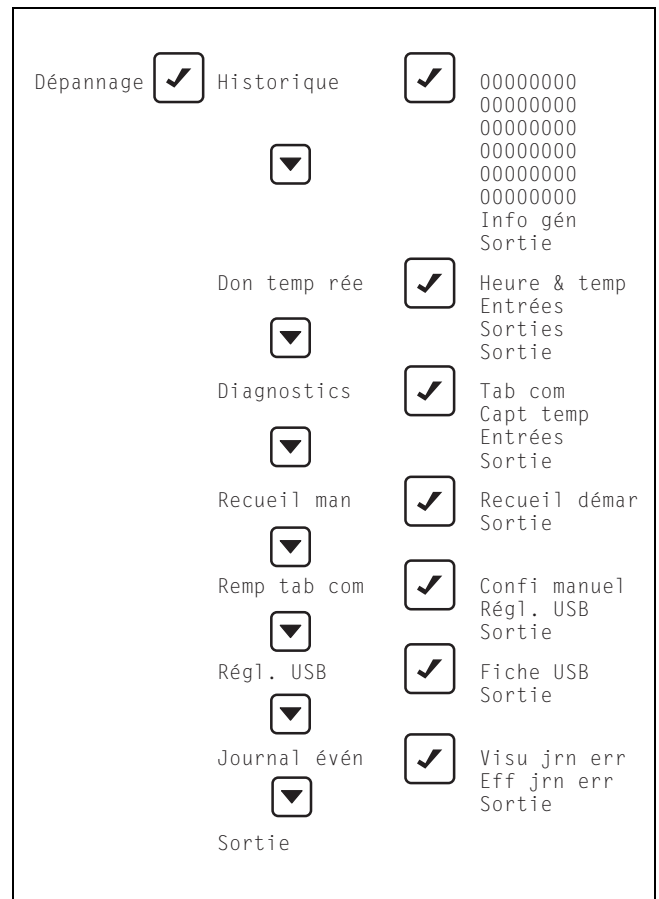 Dépannage Historique 00000000
00000000
00000000
00000000
00000000
00000000
Info gén
Sortie
Don temp rée Heure & temp
Entrées
Sorties
Sortie
Diagnostics Tab com
Capt temp
Entrées
Sortie
Recueil man Recueil démar
Sortie
Remp tab com Confi manuel
Régl. USB
Sortie
Régl. USB Fiche USB
Sortie
Journal évén Visu jrn err
Eff jrn err
Sortie
Sortie